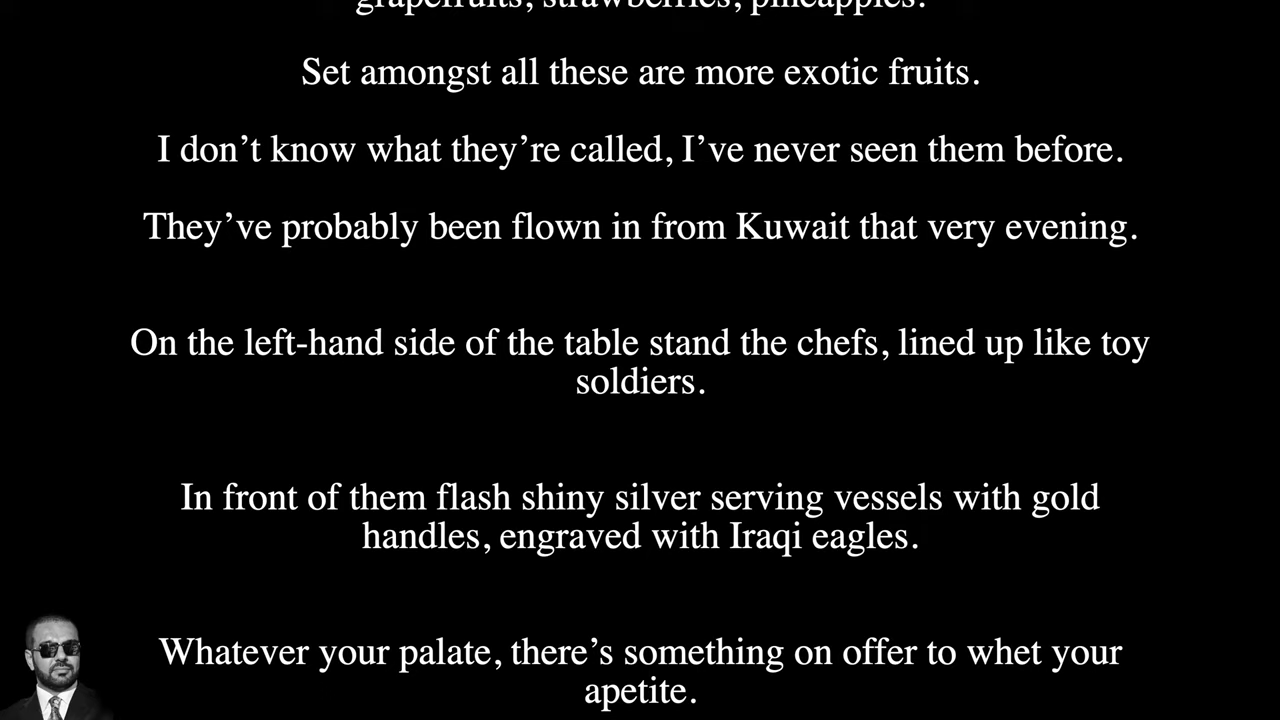 grapefruits, strawberries, pineapples.
Set amongst all these are more exotic fruits.
I don’t know what they’re called, I’ve never seen them before.
They’ve probably been flown in from Kuwait that very evening.
On the left-hand side of the table stand the chefs, lined up like toy
soldiers.
In front of them flash shiny silver serving vessels with gold
handles, engraved with Iraqi eagles.
Whatever your palate, there’s something on offer to whet your
apetite.